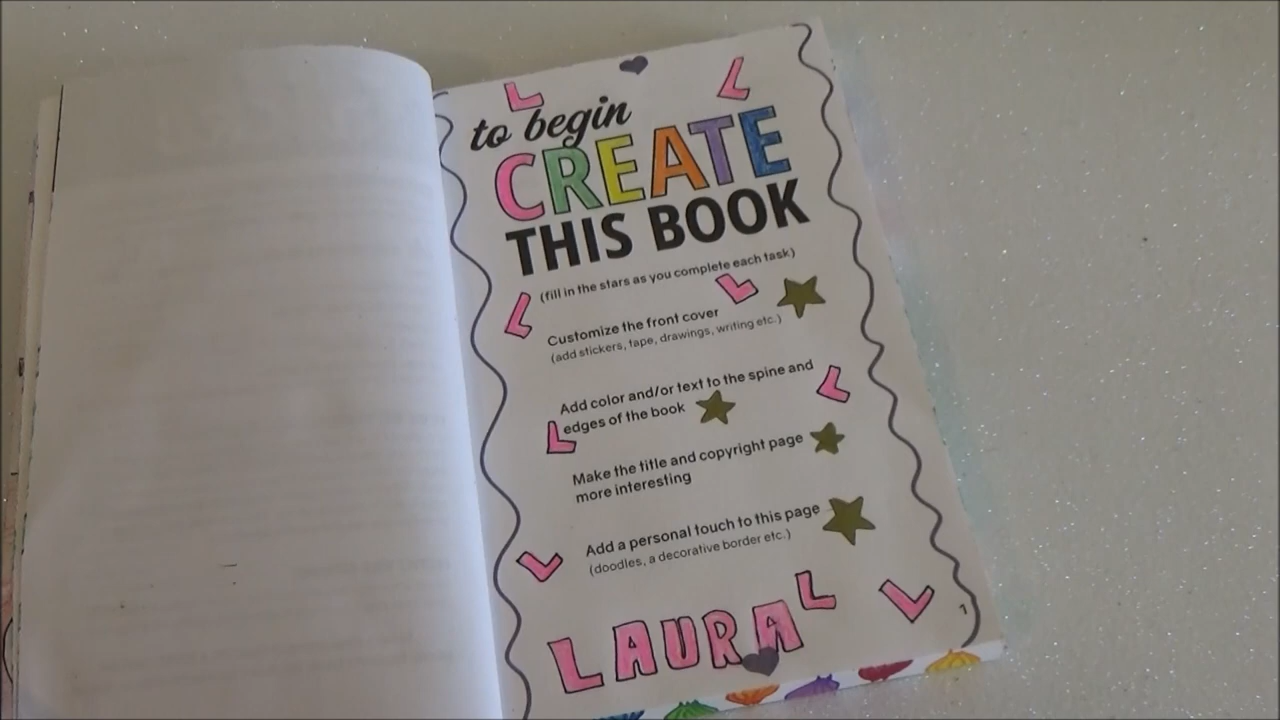 to begin
CREATE
THIS BOOK
(fill in the stars as you complete each task)
Customize the front cover
(add stickers, tape, drawings, writing etc.)
Add color and/or text to the spine and
edges of the book
Make the title and copyright page
more interesting
Add a personal touch to this page
(doodles, a decorative border etc.)
LAURA L
L
L
L
L
L
L
L
L
1